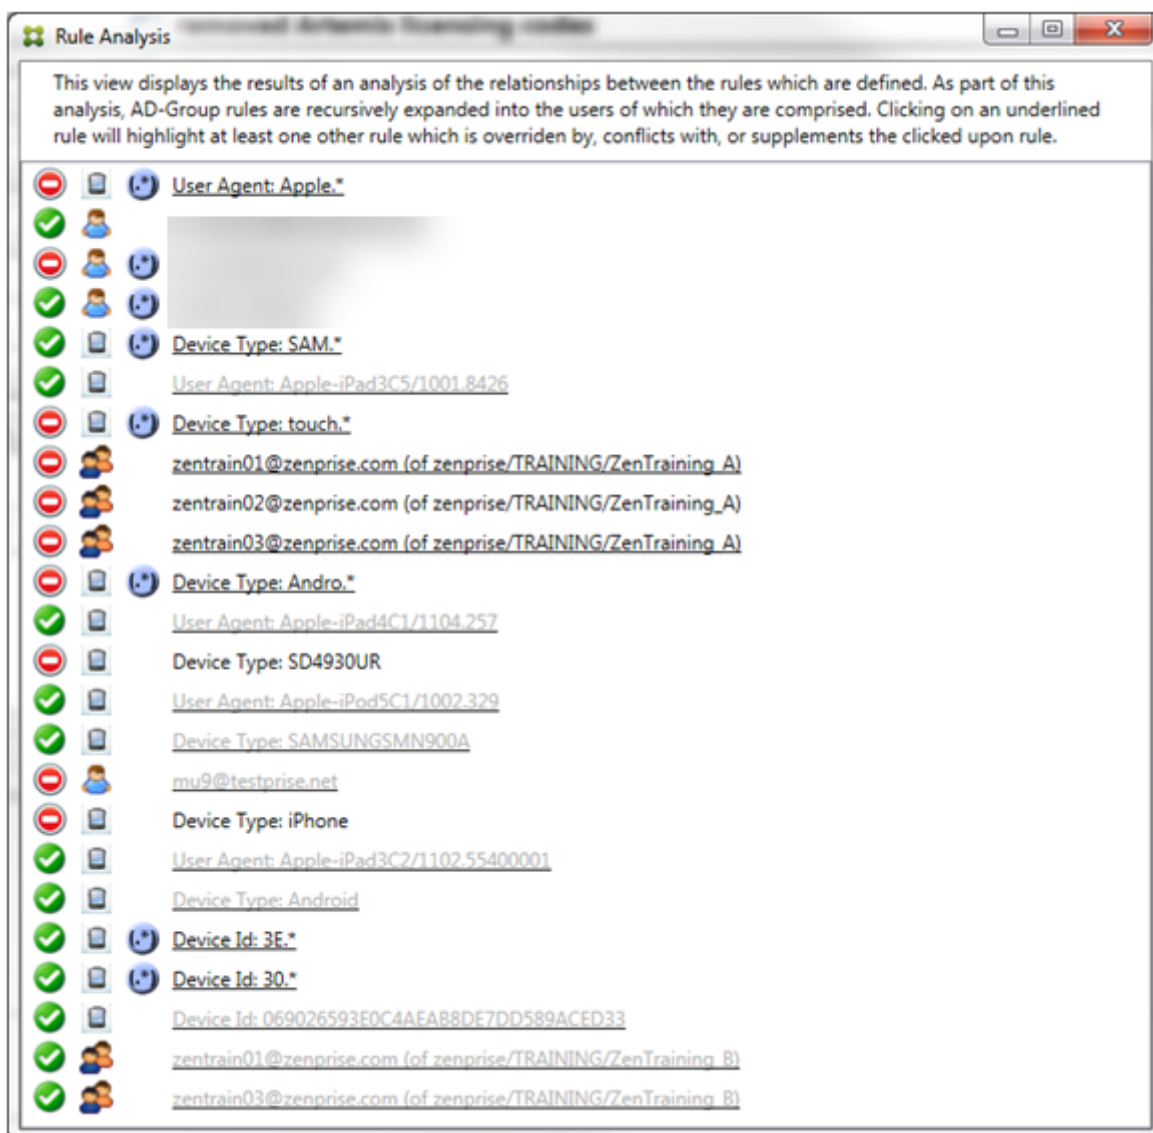 removed Artemis licensing codes
Rule Analysis
This view displays the results of an analysis of the relationships between the rules which are defined. As part of this
analysis, AD-Group rules are recursively expanded into the users of which they are comprised. Clicking on an underlined
rule will highlight at least one other rule which is overriden by, conflicts with, or supplements the clicked upon rule.
(.*) User Agent: Apple.*
(.*)
(.*)
(.*) Device Type: SAM.*
User Agent: Apple-iPad3C5/1001.8426
(.*) Device Type: touch.*
zentrain01@zenprise.com (of zenprise/TRAINING/ZenTraining_A)
zentrain02@zenprise.com (of zenprise/TRAINING/ZenTraining_A)
zentrain03@zenprise.com (of zenprise/TRAINING/ZenTraining_A)
(.*) Device Type: Andro.*
User Agent: Apple-iPad4C1/1104.257
Device Type: SD4930UR
User Agent: Apple-iPod5C1/1002.329
Device Type: SAMSUNGSMN900A
mu9@testprise.net
Device Type: iPhone
User Agent: Apple-iPad3C2/1102.55400001
Device Type: Android
(.*) Device Id: 3E.*
(.*) Device Id: 30.*
Device Id: 069026593E0C4AEAB8DE7DD589ACED33
zentrain01@zenprise.com (of zenprise/TRAINING/ZenTraining_B)
zentrain03@zenprise.com (of zenprise/TRAINING/ZenTraining_B)